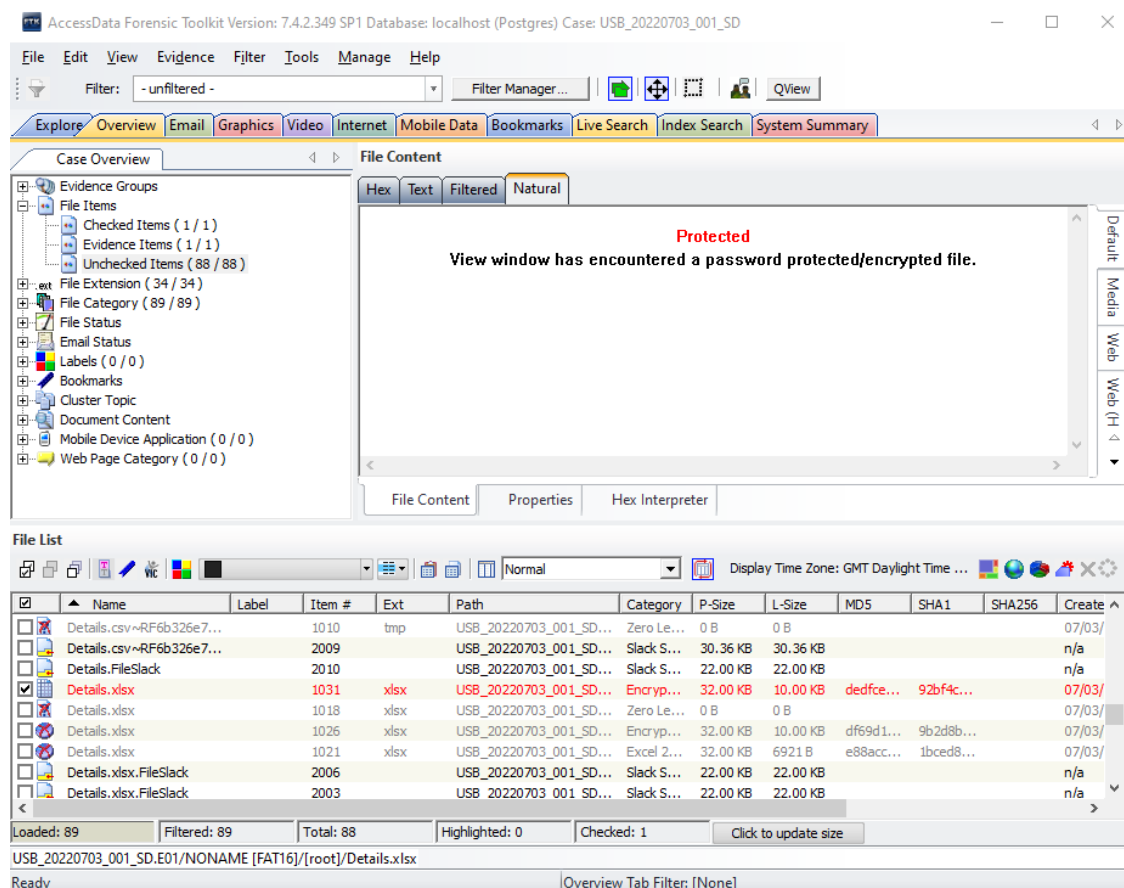 AccessData Forensic Toolkit Version: 7.4.2.349 SP1 Database: localhost (Postgres) Case: USB_20220703_001_SD
File Edit View Evidence Filter Tools Manage Help
Filter: - unfiltered - Filter Manager... QView
Explore Overview Email Graphics Video Internet Mobile Data Bookmarks Live Search Index Search System Summary
Case Overview
Evidence Groups
File Items
Checked Items ( 1 / 1 )
Evidence Items ( 1 / 1 )
Unchecked Items ( 88 / 88 )
.ext File Extension ( 34 / 34 )
File Category ( 89 / 89 )
File Status
Email Status
Labels ( 0 / 0 )
Bookmarks
Cluster Topic
Document Content
Mobile Device Application ( 0 / 0 )
Web Page Category ( 0 / 0 )
File Content
Hex Text Filtered Natural
Protected
View window has encountered a password protected/encrypted file.
Default
Media
Web
Web (H
File Content Properties Hex Interpreter
File List
Normal Display Time Zone: GMT Daylight Time ...
Name Label Item # Ext Path Category P-Size L-Size MD5 SHA1 SHA256 Create
Details.csv~RF6b326e7... 1010 tmp USB_20220703_001_SD... Zero Le... 0 B 0 B 07/03/
Details.csv~RF6b326e7... 2009 USB_20220703_001_SD... Slack S... 30.36 KB 30.36 KB n/a
Details.FileSlack 2010 USB_20220703_001_SD... Slack S... 22.00 KB 22.00 KB n/a
Details.xlsx 1031 xlsx USB_20220703_001_SD... Encryp... 32.00 KB 10.00 KB dedfce... 92bf4c... 07/03/
Details.xlsx 1018 xlsx USB_20220703_001_SD... Zero Le... 0 B 0 B 07/03/
Details.xlsx 1026 xlsx USB_20220703_001_SD... Encryp... 32.00 KB 10.00 KB df69d1... 9b2d8b... 07/03/
Details.xlsx 1021 xlsx USB_20220703_001_SD... Excel 2... 32.00 KB 6921 B e88acc... 1bced8... 07/03/
Details.xlsx.FileSlack 2006 USB_20220703_001_SD... Slack S... 22.00 KB 22.00 KB n/a
Details.xlsx.FileSlack 2003 USB_20220703_001_SD... Slack S... 22.00 KB 22.00 KB n/a
Loaded: 89 Filtered: 89 Total: 88 Highlighted: 0 Checked: 1 Click to update size
USB_20220703_001_SD.E01/NONAME [FAT16]/[root]/Details.xlsx
Ready Overview Tab Filter: [None]